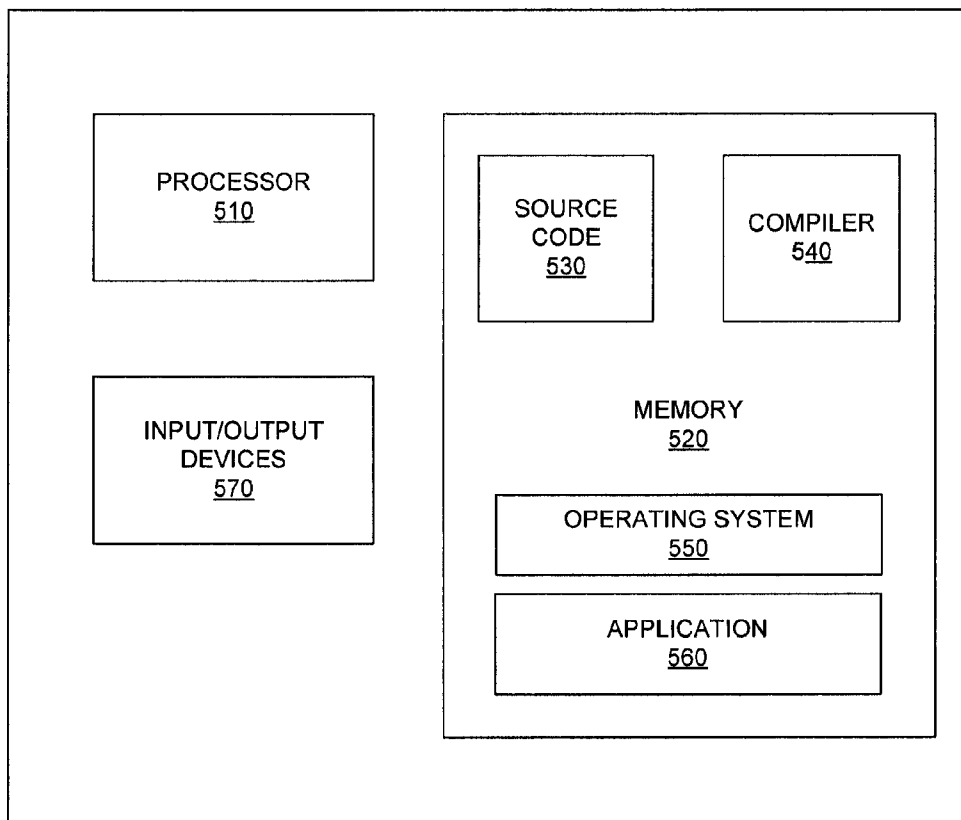 PROCESSOR
510
INPUT/OUTPUT
DEVICES
570
SOURCE
CODE
530
COMPILER
540
MEMORY
520
OPERATING SYSTEM
550
APPLICATION
560